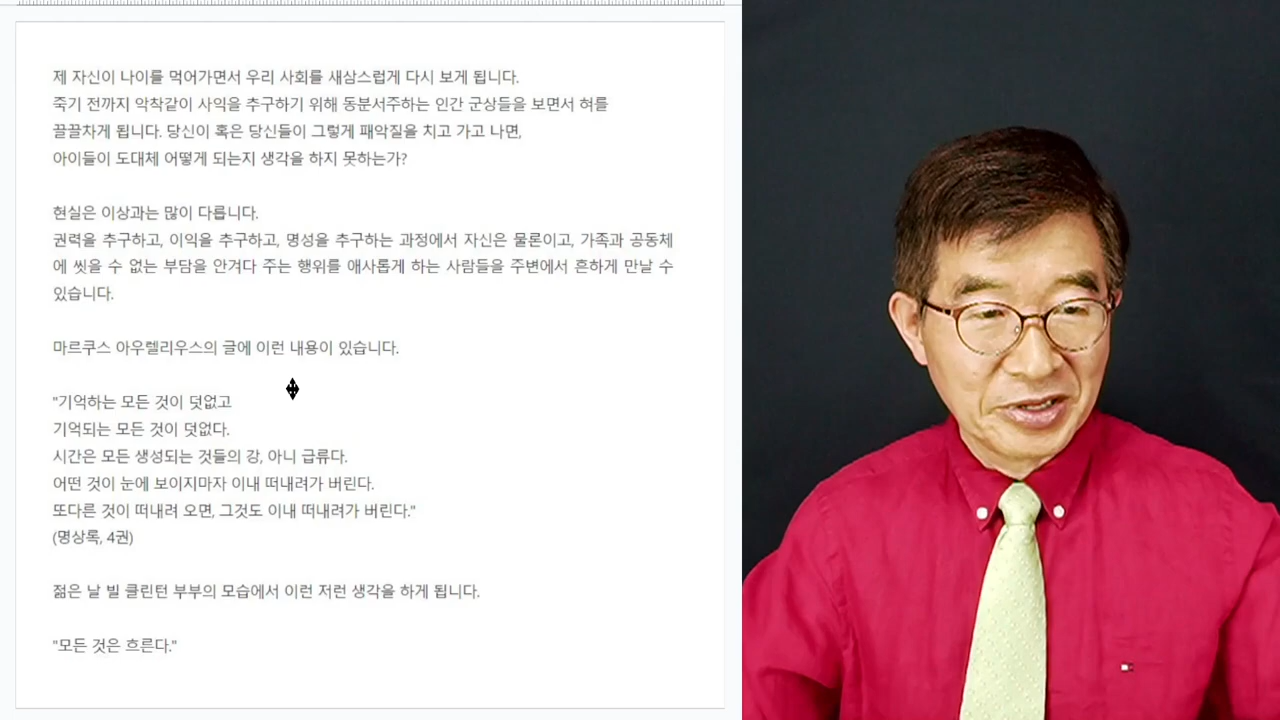 제 자신이 나이를 먹어가면서 우리 사회를 새삼스럽게 다시 보게 됩니다.
죽기 전까지 악착같이 사익을 추구하기 위해 동분서주하는 인간 군상들을 보면서 혀를
끌끌차게 됩니다. 당신이 혹은 당신들이 그렇게 패악질을 치고 가고 나면,
아이들이 도대체 어떻게 되는지 생각을 하지 못하는가?
현실은 이상과는 많이 다릅니다.
권력을 추구하고, 이익을 추구하고, 명성을 추구하는 과정에서 자신은 물론이고, 가족과 공동체
에 씻을 수 없는 부담을 안겨다 주는 행위를 애사롭게 하는 사람들을 주변에서 흔하게 만날 수
있습니다.
마르쿠스 아우렐리우스의 글에 이런 내용이 있습니다.
"기억하는 모든 것이 덧없고
기억되는 모든 것이 덧없다.
시간은 모든 생성되는 것들의 강, 아니 급류다.
어떤 것이 눈에 보이지마자 이내 떠내려가 버린다.
또다른 것이 떠내려 오면, 그것도 이내 떠내려가 버린다."
(명상록, 4권)
젊은 날 빌 클린턴 부부의 모습에서 이런 저런 생각을 하게 됩니다.
"모든 것은 흐른다."